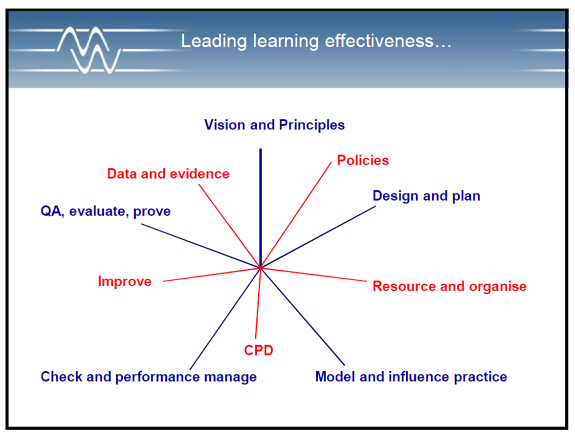 Leading learning effectiveness…
Vision and Principles
Policies
Data and evidence
Design and plan
QA, evaluate, prove
Improve
Resource and organise
CPD
Check and performance manage
Model and influence practice